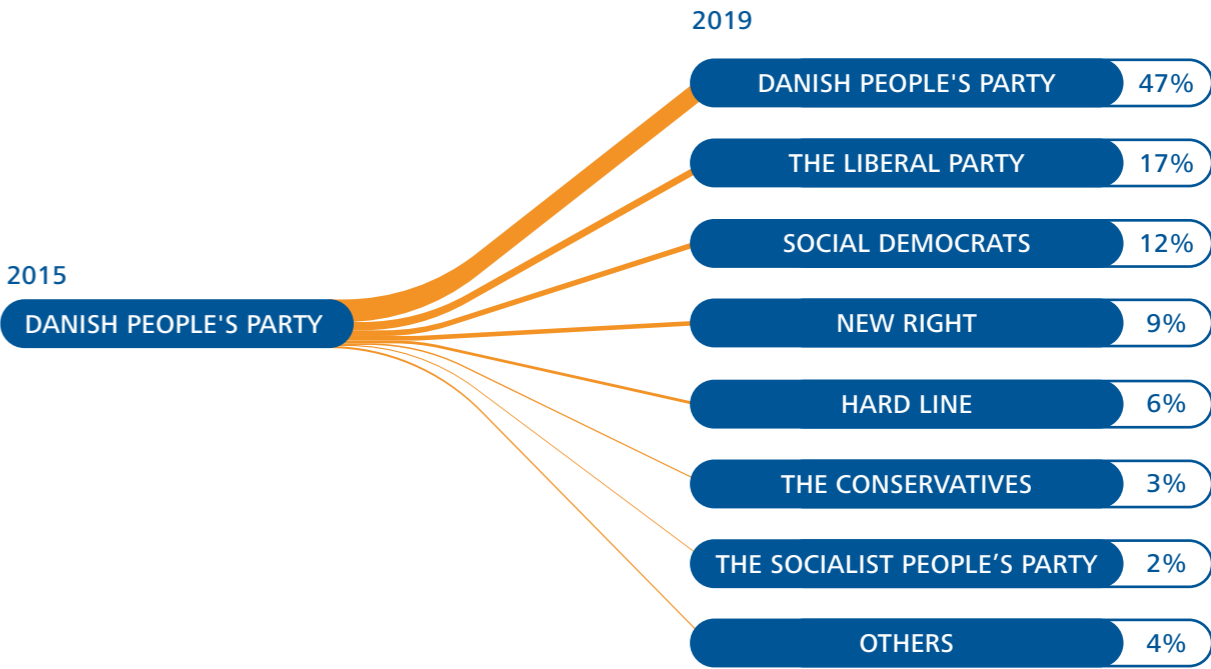 2019
DANISH PEOPLE'S PARTY 47%
THE LIBERAL PARTY 17%
SOCIAL DEMOCRATS 12%
2015
DANISH PEOPLE'S PARTY
NEW RIGHT 9%
HARD LINE 6%
THE CONSERVATIVES 3%
THE SOCIALIST PEOPLE’S PARTY 2%
OTHERS 4%